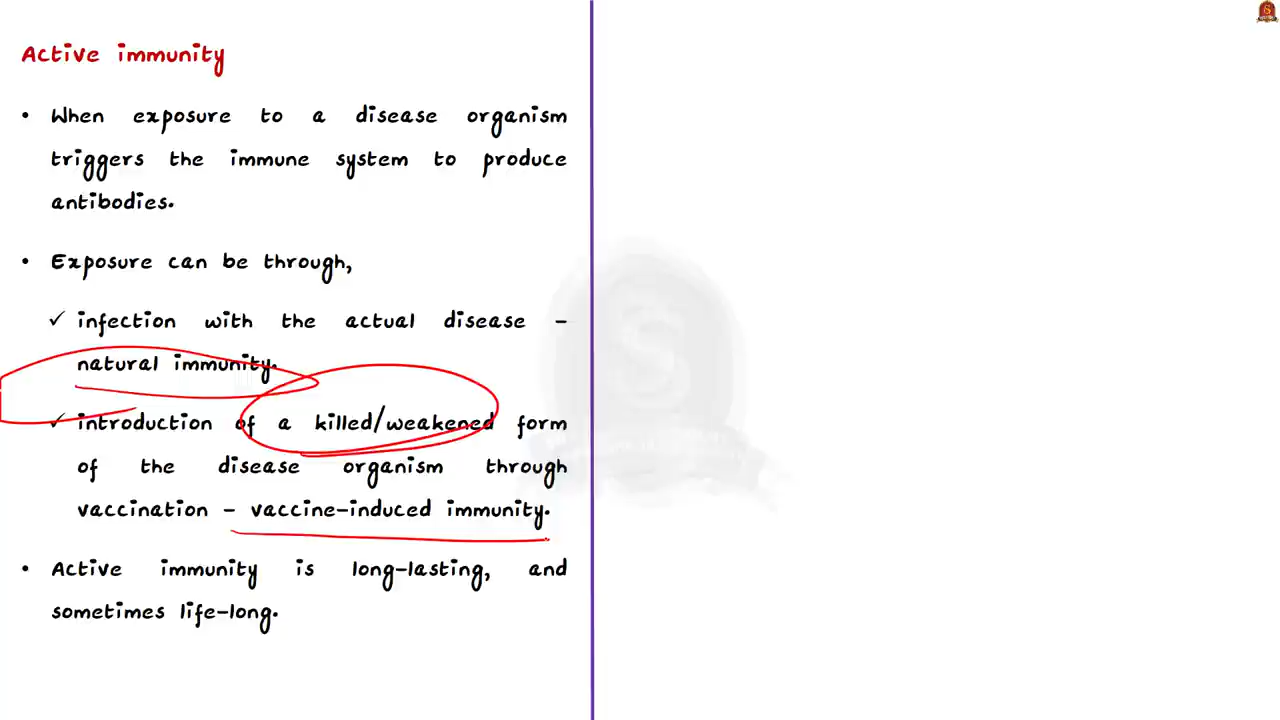 Active immunity
• When exposure to a disease organism
triggers the immune system to produce
antibodies.
• Exposure can be through,
✓ infection with the actual disease –
natural immunity.
✓ introduction of a killed/weakened form
of the disease organism through
vaccination – vaccine-induced immunity.
• Active immunity is long-lasting, and
sometimes life-long.